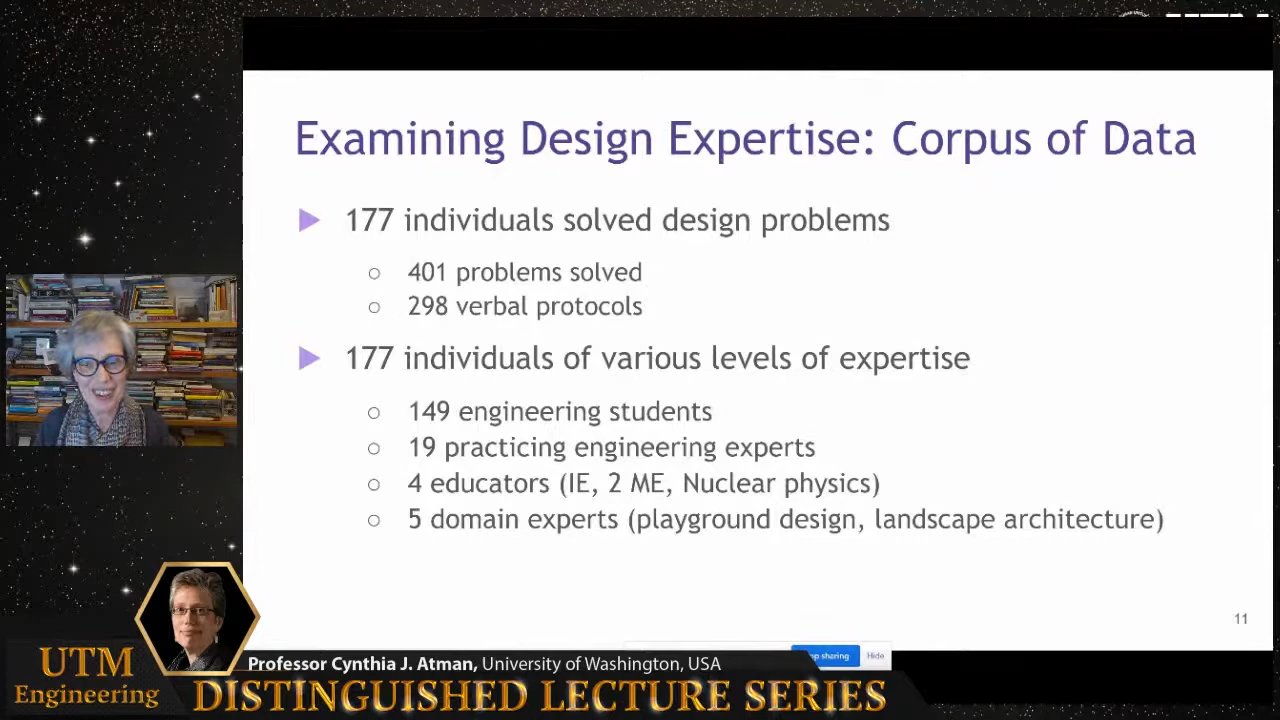 Examining Design Expertise: Corpus of Data
177 individuals solved design problems
401 problems solved
298 verbal protocols
177 individuals of various levels of expertise
149 engineering students
19 practicing engineering experts
4 educators (IE, 2 ME, Nuclear physics)
5 domain experts (playground design, landscape architecture)
11
sharing Hide
Professor Cynthia J. Atman, University of Washington, USA
UTM
Engineering
DISTINGUISHED LECTURE SERIES